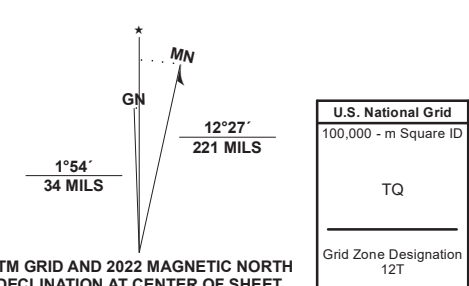 ★
MN
GN
12°27´
221 MILS
1°54´
34 MILS
TM GRID AND 2022 MAGNETIC NORTH
DECLINATION AT CENTER OF SHEET
U.S. National Grid
100,000 - m Square ID
TQ
Grid Zone Designation
12T